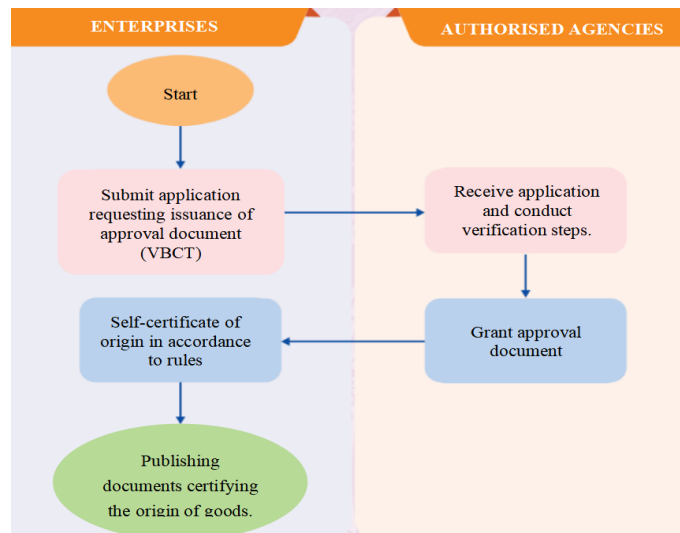 ENTERPRISES
AUTHORISED AGENCIES
Start
Submit application
requesting issuance of
approval document
(VBCT)
Receive application
and conduct
verification steps.
Self-certificate of
origin in accordance
to rules
Grant approval
document
Publishing
documents certifying
the origin of goods.